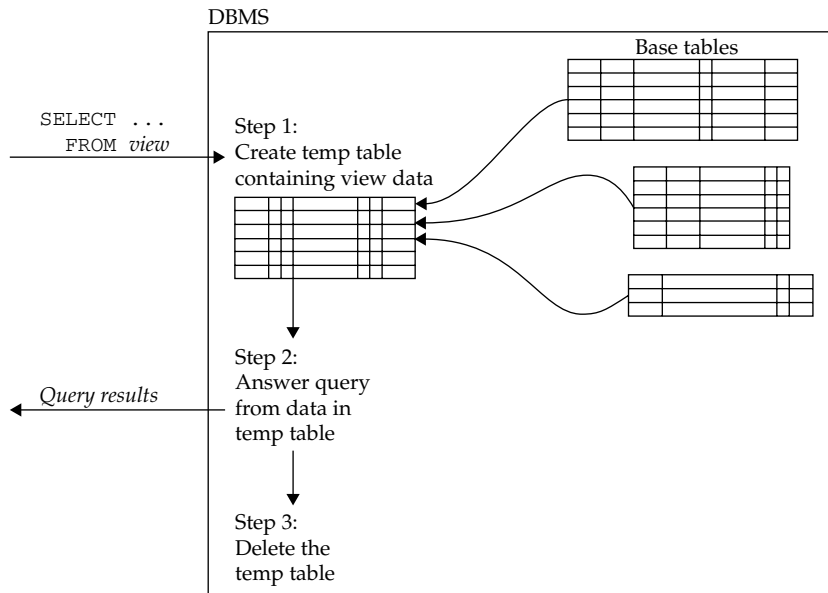 DBMS
Base tables
SELECT ...
FROM view
Step 1:
Create temp table
containing view data
Step 2:
Answer query
from data in
temp table
Query results
Step 3:
Delete the
temp table